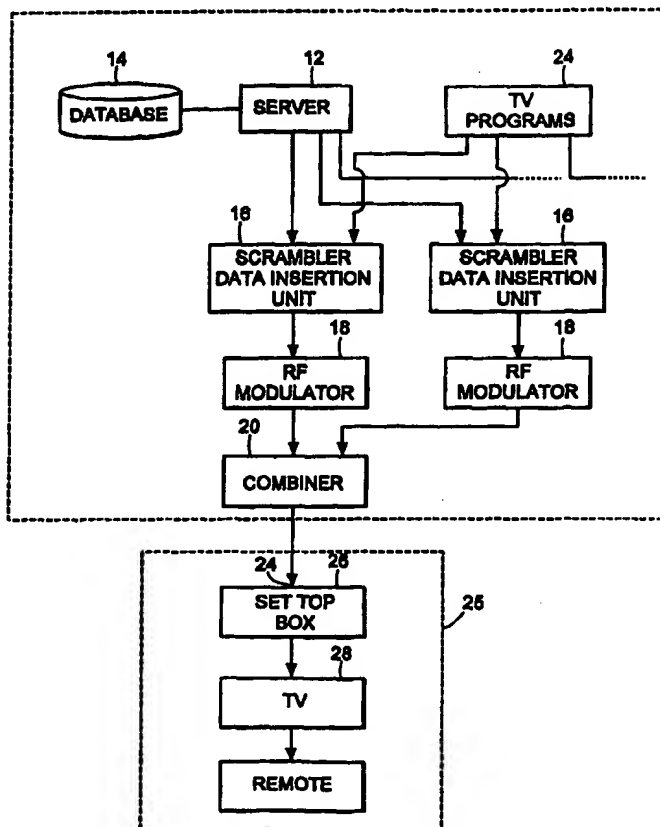 14
12
24
DATABASE
SERVER
TV
PROGRAMS
16
16
SCRAMBLER
DATA INSERTION
UNIT
SCRAMBLER
DATA INSERTION
UNIT
18
18
RF
MODULATOR
RF
MODULATOR
20
COMBINER
24
26
SET TOP
BOX
25
28
TV
REMOTE